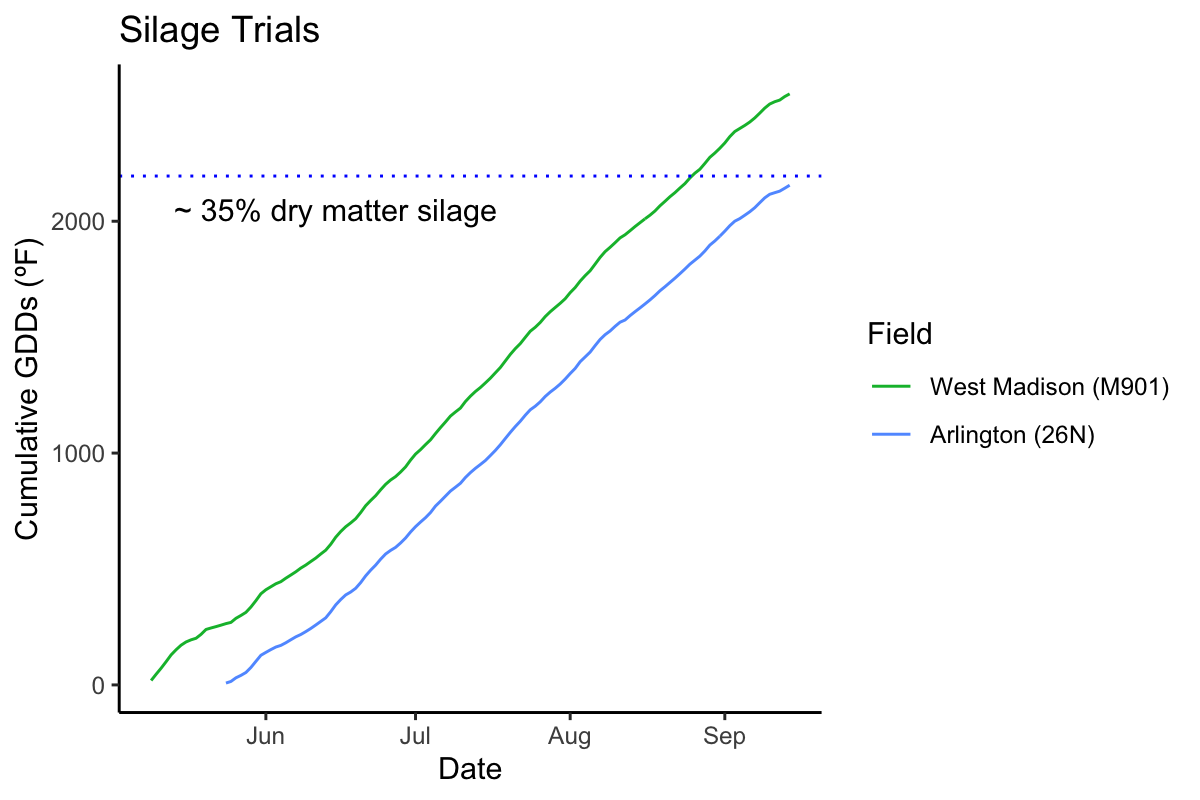 Silage Trials
Cumulative GDDs (ºF)
2000
1000
0
~ 35% dry matter silage
Jun Jul Aug Sep
Date
Field
West Madison (M901)
Arlington (26N)